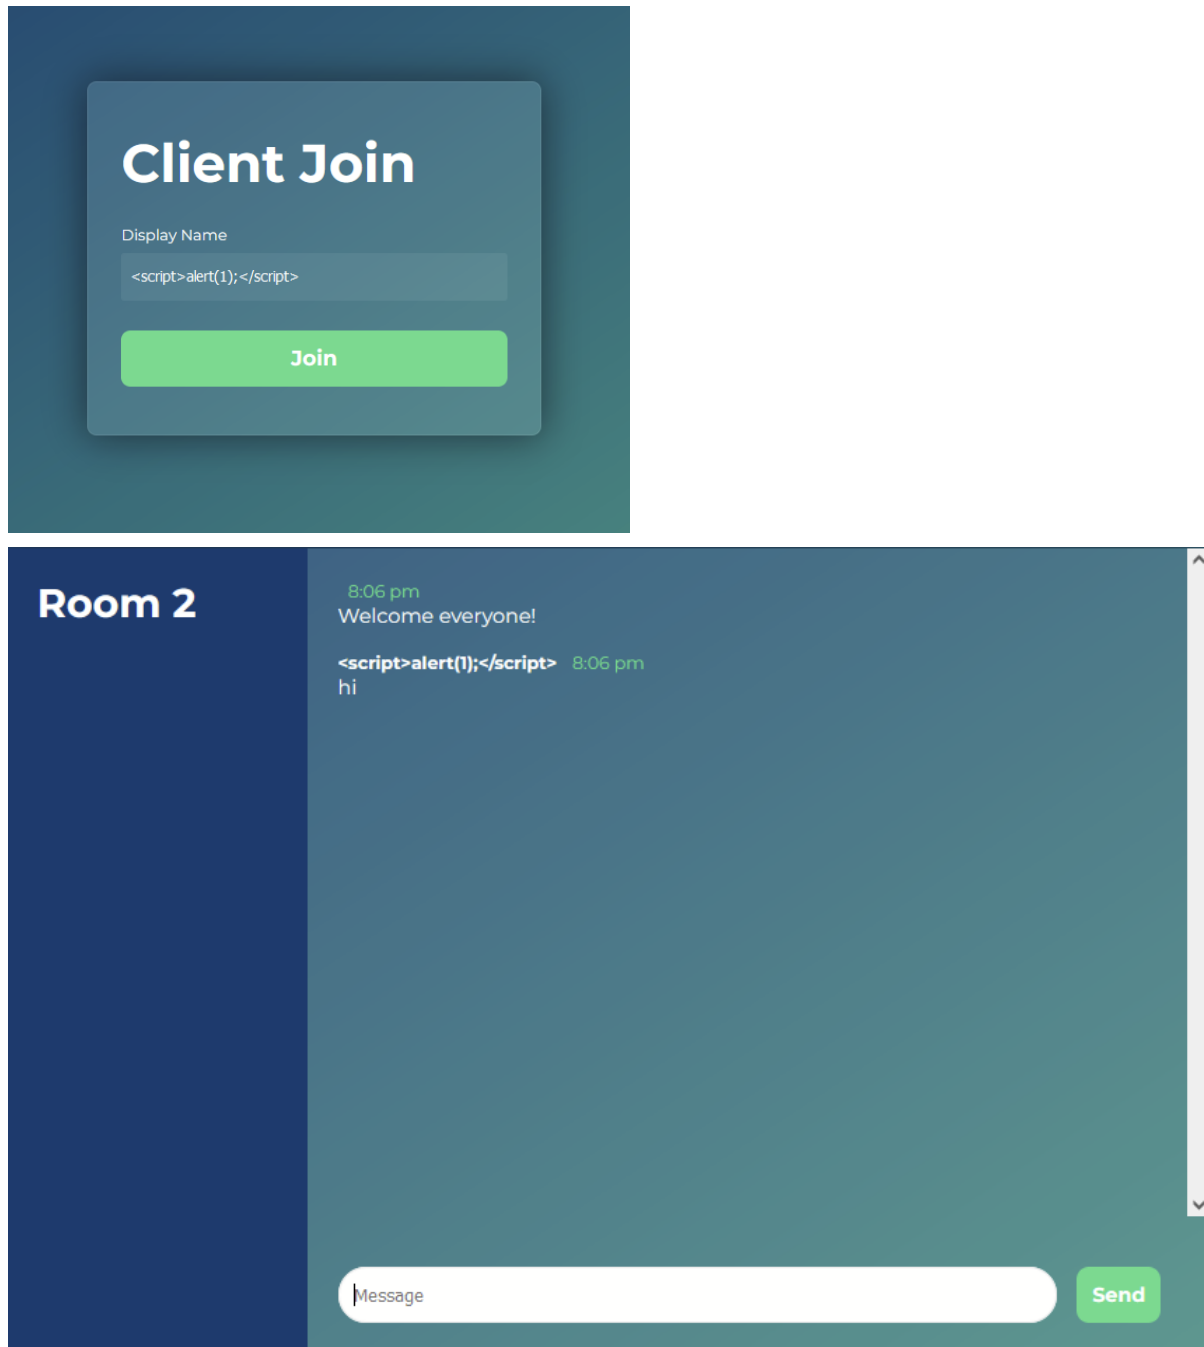 Client Join
Display Name
<script>alert(1);</script>
Join
Room 2
8:06 pm
Welcome everyone!
<script>alert(1);</script> 8:06 pm
hi
Message
Send